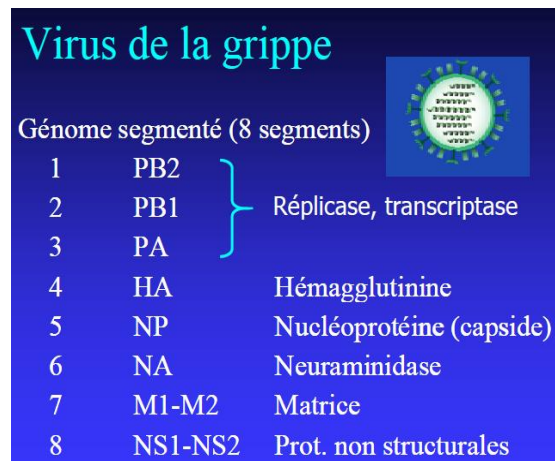 Virus de la grippe
Génome segmenté (8 segments)
1 PB2
2 PB1 Réplicase, transcriptase
3 PA
4 HA Hémagglutinine
5 NP Nucléoprotéine (capside)
6 NA Neuraminidase
7 M1-M2 Matrice
8 NS1-NS2 Prot. non structurales